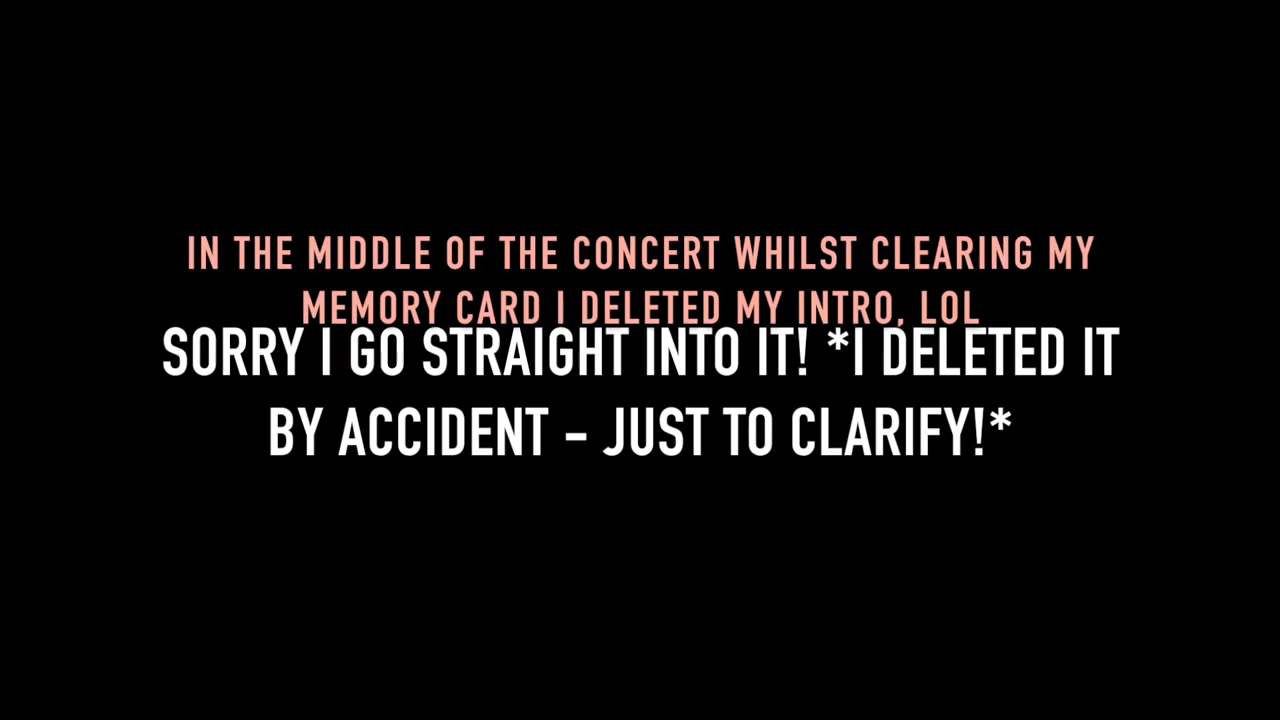 IN THE MIDDLE OF THE CONCERT WHILST CLEARING MY
MEMORY CARD I DELETED MY INTRO, LOL
SORRY I GO STRAIGHT INTO IT! *I DELETED IT
BY ACCIDENT - JUST TO CLARIFY!*